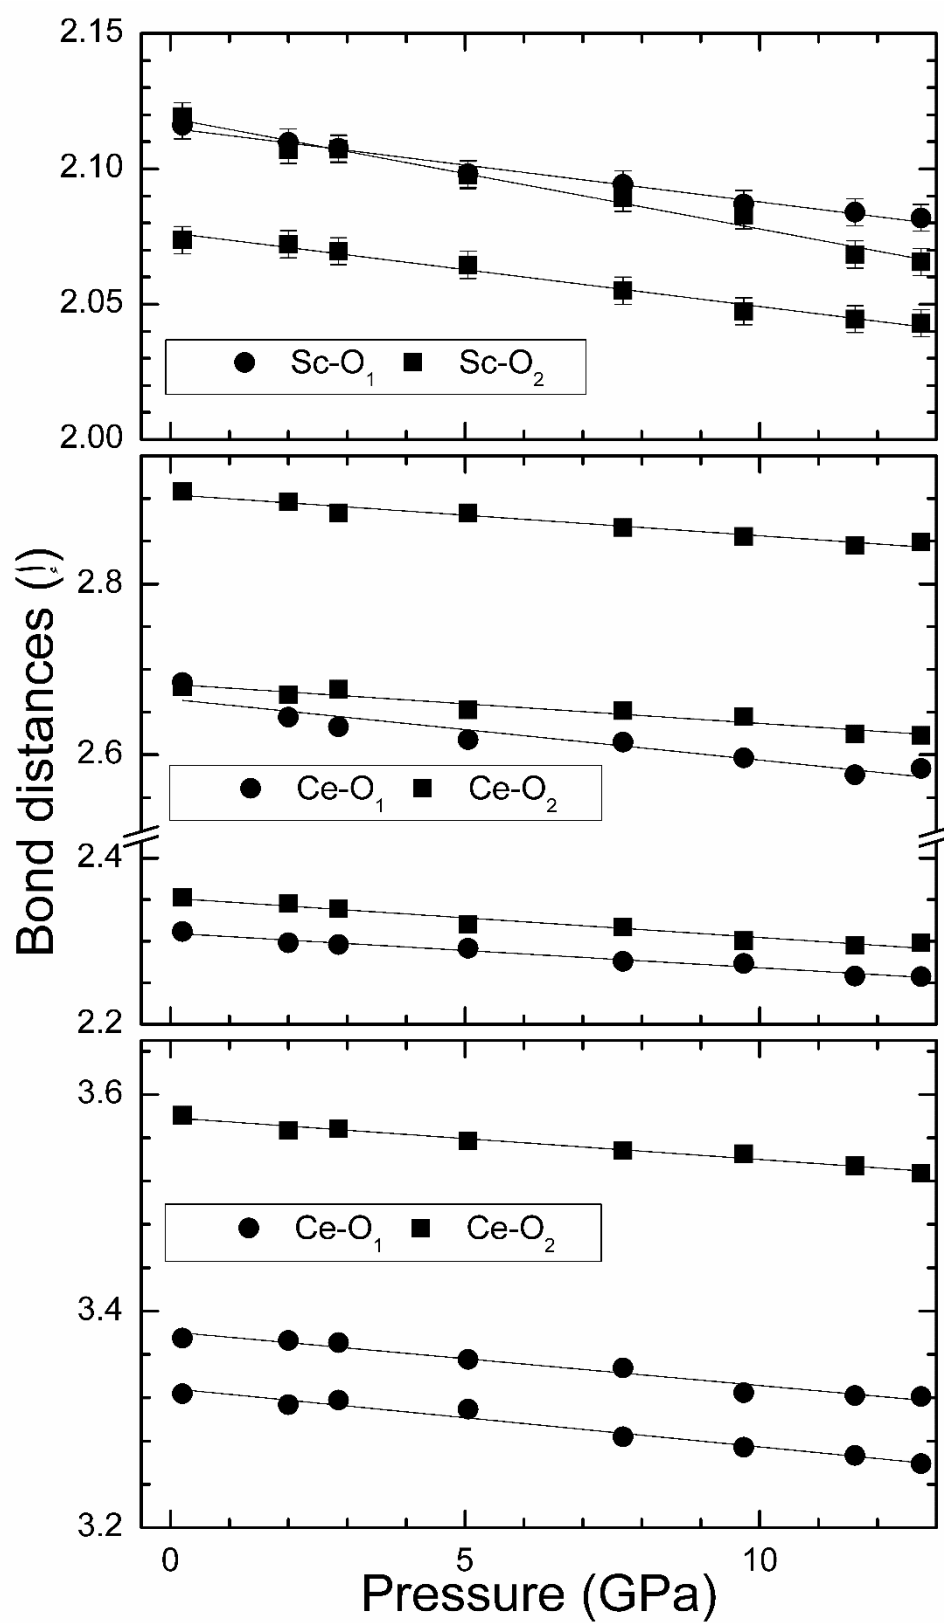 2.15
2.10
2.05
Sc-O₁ Sc-O₂
2.00
Bond distances (
2.8
2.6
Ce-O₁ Ce-O₂
2.4
2.2
3.6
Ce-O₁ Ce-O₂
3.4
3.2
0 5 10
Pressure (GPa)